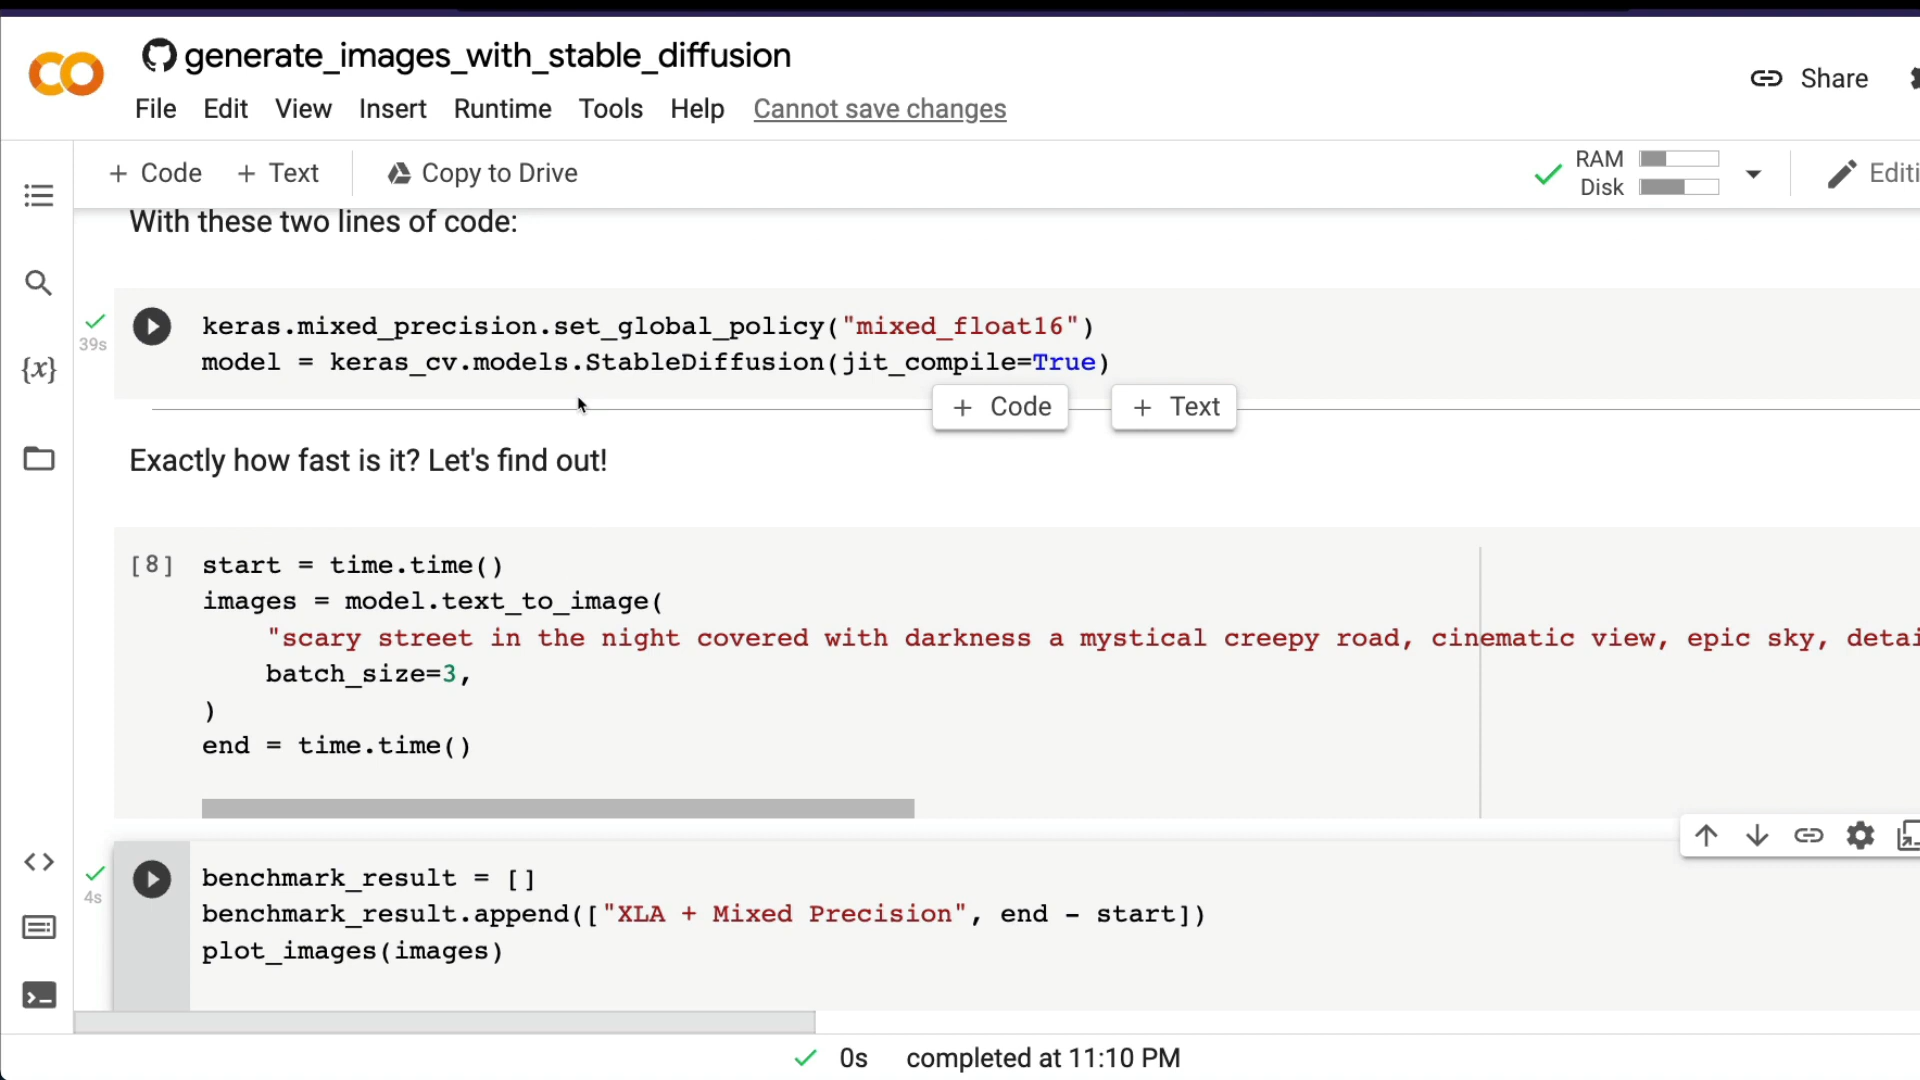 generate_images_with_stable_diffusion
File Edit View Insert Runtime Tools Help Cannot save changes
Share
+ Code + Text Copy to Drive
RAM
Disk
Editi
With these two lines of code:
39s
keras.mixed_precision.set_global_policy("mixed_float16")
model = keras_cv.models.StableDiffusion(jit_compile=True)
+ Code + Text
Exactly how fast is it? Let's find out!
[8] start = time.time()
images = model.text_to_image(
"scary street in the night covered with darkness a mystical creepy road, cinematic view, epic sky, detai
batch_size=3,
)
end = time.time()
4s
benchmark_result = []
benchmark_result.append(["XLA + Mixed Precision", end - start])
plot_images(images)
0s completed at 11:10 PM